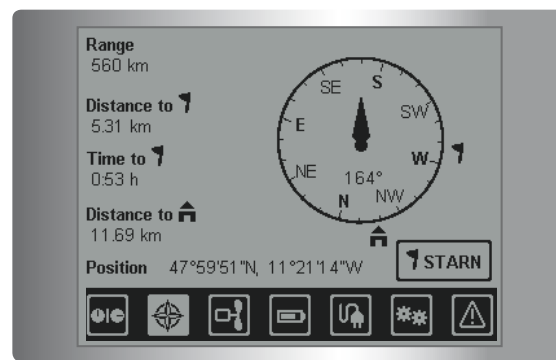 Range
560 km
Distance to
5.31 km
Time to
0:53 h
Distance to
11.69 km
Position 47°59'51"N, 11°21'14"W
SE S SW
E W
NE 164° NW
N
STARN